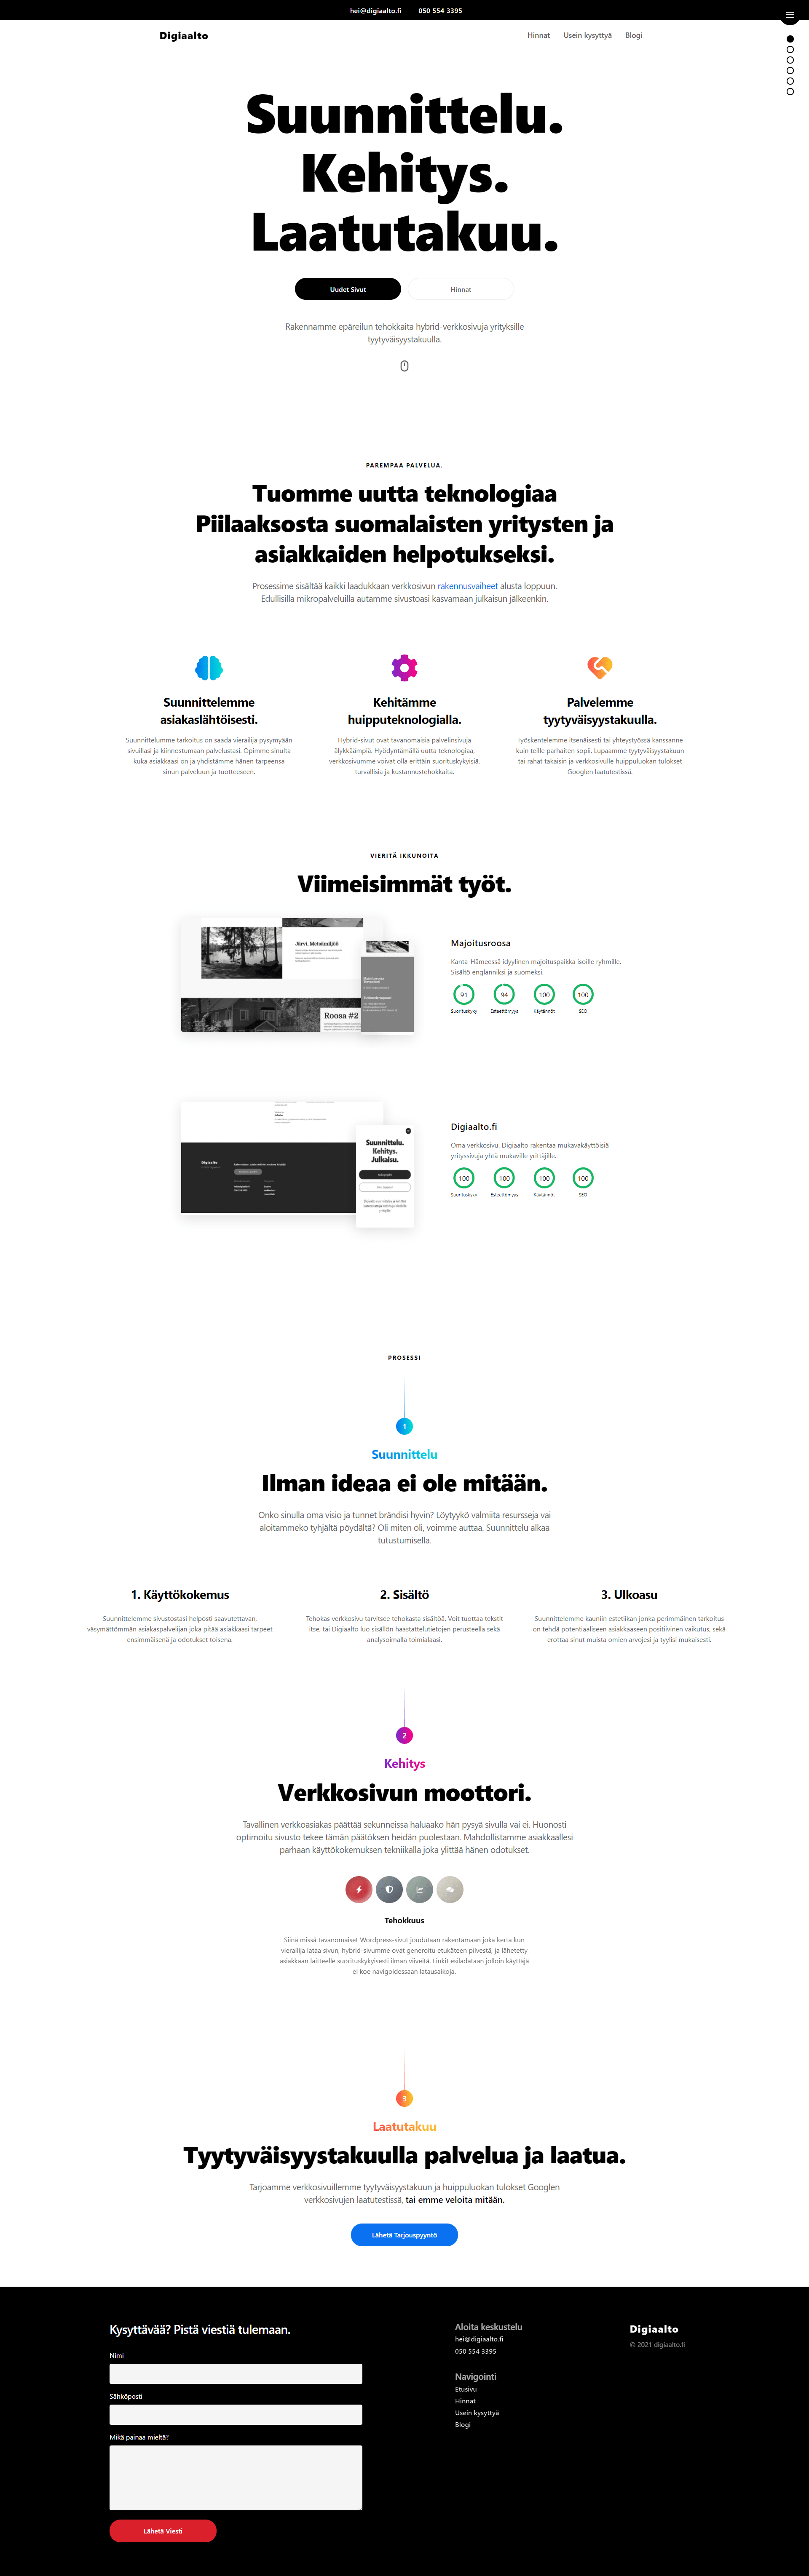 hei@digiaalto.fi 050 554 3395
Digiaalto
Hinnat Usein kysyttyä Blogi
Suunnittelu.
Kehitys.
Laatutakuu.
Uudet Sivut Hinnat
Rakennamme epäreilun tehokkaita hybrid-verkkosivuja yrityksille
tyytyväisyystakuulla.
PAREMPAA PALVELUA.
Tuomme uutta teknologiaa
Piilaaksosta suomalaisten yritysten ja
asiakkaiden helpotukseksi.
Prosessimme sisältää kaikki laadukkaan verkkosivun rakennusvaiheet alusta loppuun.
Edullisilla mikropalveluilla autamme sivustoasi kasvamaan julkaisun jälkeenkin.
Suunnittelemme
asiakaslähtöisesti.
Suunnittelumme tarkoitus on saada vierailija pysymään
sivuillasi ja kiinnostumaan palvelustasi. Opimme sinulta
kuka asiakkaasi on ja yhdistämme hänen tarpeensa
sinun palveluun ja tuotteeseen.
Kehitämme
huipputeknologialla.
Hybrid-sivut ovat tavanomaisia palvelinsivuja
älykkäämpiä. Hyödyntämällä uutta teknologiaa,
verkkosivumme voivat olla erittäin suorituskykyisiä,
turvallisia ja kustannustehokkaita.
Palvelemme
tyytyväisyystakuulla.
Työskentelemme itsenäisesti tai yhteystyössä kanssanne
kuin teille parhaiten sopii. Lupaamme tyytyväisyystakuun
tai rahat takaisin ja verkkosivulle huippuluokan tulokset
Googlen laatutestissä.
VIERITÄ IKKUNOITA
Viimeisimmät työt.
Järvi, Metsämiljöö
Roosa #2
Majoitusroosa
Kanta-Hämeessä idyylinen majoituspaikka isoille ryhmille.
Sisältö englanniksi ja suomeksi.
91 94 100 100
Suorituskyky Esteettömyys Käytännöt SEO
Digiaalto
Suunnittelu.
Kehitys.
Julkaisu.
Digiaalto.fi
Oma verkkosivu. Digiaalto rakentaa mukavakäyttöisiä
yrityssivuja yhtä mukaville yrittäjille.
100 100 100 100
Suorituskyky Esteettömyys Käytännöt SEO
PROSESSI
1
Suunnittelu
Ilman ideaa ei ole mitään.
Onko sinulla oma visio ja tunnet brändisi hyvin? Löytyykö valmiita resursseja vai
aloitammeko tyhjältä pöydältä? Oli miten oli, voimme auttaa. Suunnittelu alkaa
tutustumisella.
1. Käyttökokemus
Suunnittelemme sivustostasi helposti saavutettavan,
väsymättömmän asiakaspalvelijan joka pitää asiakkaasi tarpeet
ensimmäisenä ja odotukset toisena.
2. Sisältö
Tehokas verkkosivu tarvitsee tehokasta sisältöä. Voit tuottaa tekstit
itse, tai Digiaalto luo sisällön haastattelutietojen perusteella sekä
analysoimalla toimialaasi.
3. Ulkoasu
Suunnittelemme kauniin estetiikan jonka perimmäinen tarkoitus
on tehdä potentiaaliseen asiakkaaseen positiivinen vaikutus, sekä
erottaa sinut muista omien arvojesi ja tyylisi mukaisesti.
2
Kehitys
Verkkosivun moottori.
Tavallinen verkkoasiakas päättää sekunneissa haluaako hän pysyä sivulla vai ei. Huonosti
optimoitu sivusto tekee tämän päätöksen heidän puolestaan. Mahdollistamme asiakkaallesi
parhaan käyttökokemuksen tekniikalla joka ylittää hänen odotukset.
Tehokkuus
Siinä missä tavanomaiset Wordpress-sivut joudutaan rakentamaan joka kerta kun
vierailija lataa sivun, hybrid-sivumme ovat generoitu etukäteen pilvestä, ja lähetetty
asiakkaan laitteelle suorituskykyisesti ilman viiveitä. Linkit esiladataan jolloin käyttäjä
ei koe navigoidessaan latausaikoja.
3
Laatutakuu
Tyytyväisyystakuulla palvelua ja laatua.
Tarjoamme verkkosivuillemme tyytyväisyystakuun ja huippuluokan tulokset Googlen
verkkosivujen laatutestissä, tai emme veloita mitään.
Lähetä Tarjouspyyntö
Kysyttävää? Pistä viestiä tulemaan.
Nimi
Sähköposti
Mikä painaa mieltä?
Lähetä Viesti
Aloita keskustelu
hei@digiaalto.fi
050 554 3395
Navigointi
Etusivu
Hinnat
Usein kysyttyä
Blogi
Digiaalto
© 2021 digiaalto.fi